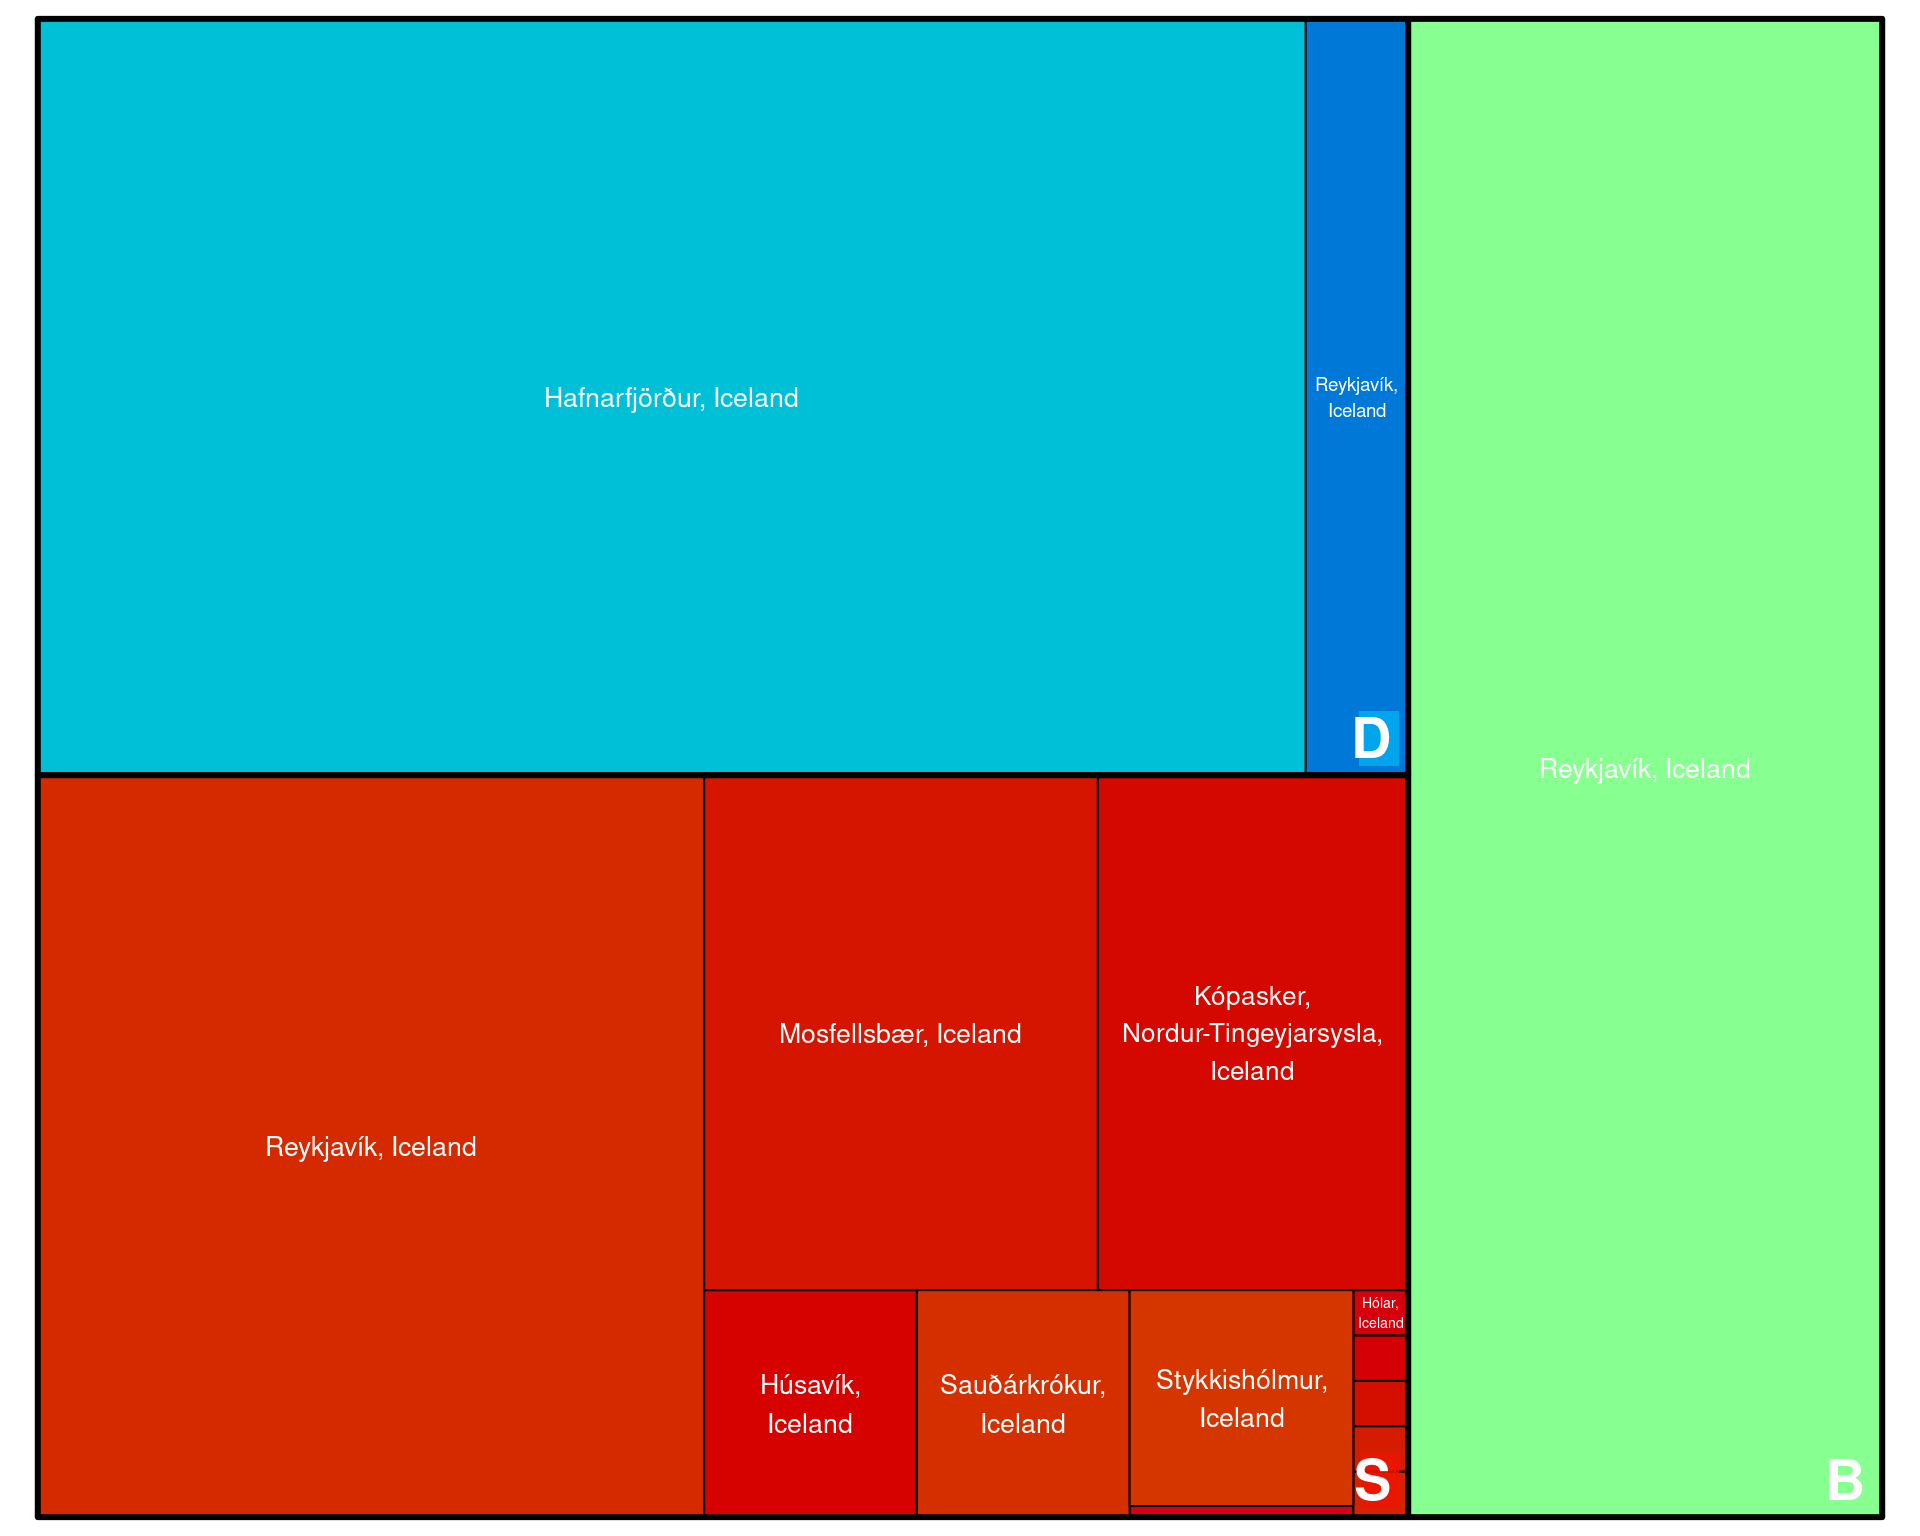 Hafnarfjörður, Iceland
Reykjavík,
Iceland
D
Reykjavík, Iceland
B
Reykjavík, Iceland
Mosfellsbær, Iceland
Kópasker,
Nordur-Tingeyjarsysla,
Iceland
Húsavík,
Iceland
Sauðárkrókur,
Iceland
Stykkishólmur,
Iceland
Hólar,
Iceland
S